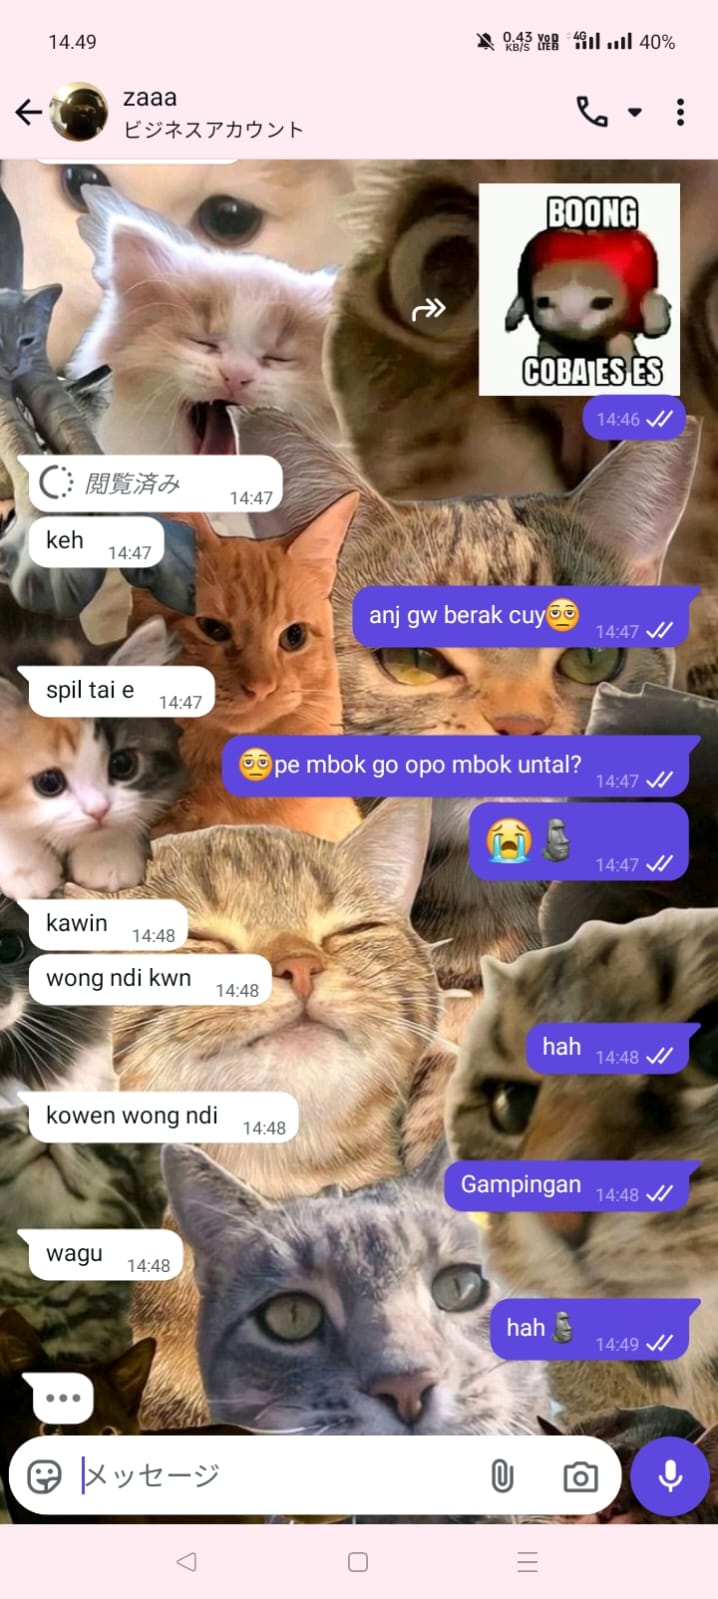 14.49
0.43 KB/S VoD LTE2 4G 40%
zaaa
ビジネスアカウント
BOONG
COBA ES ES
14:46
閲覧済み 14:47
keh 14:47
anj gw berak cuy😒 14:47
spil tai e 14:47
😒pe mbok go opo mbok untal? 14:47
😭🗿 14:47
kawin 14:48
wong ndi kwn 14:48
hah 14:48
kowen wong ndi 14:48
Gampingan 14:48
wagu 14:48
hah🗿 14:49
メッセージ